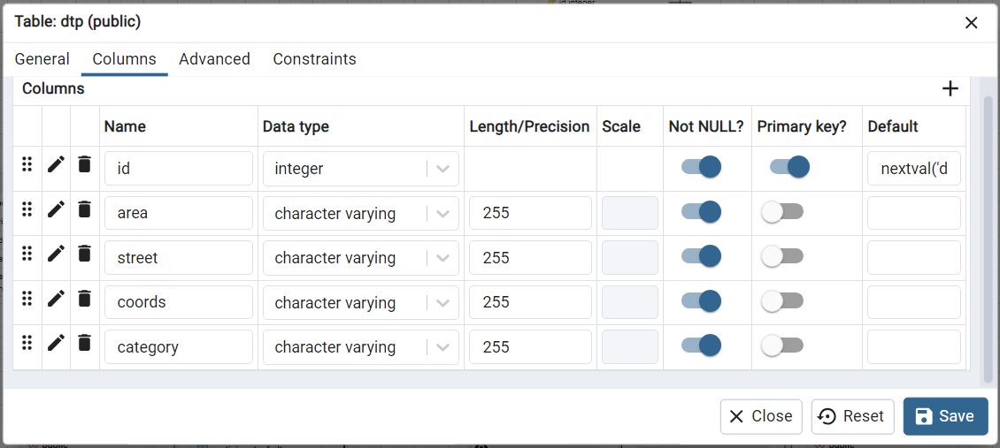 Table: dtp (public)
General Columns Advanced Constraints
Columns
Name Data type Length/Precision Scale Not NULL? Primary key? Default
id integer nextval('d
area character varying 255
street character varying 255
coords character varying 255
category character varying 255
Close Reset Save